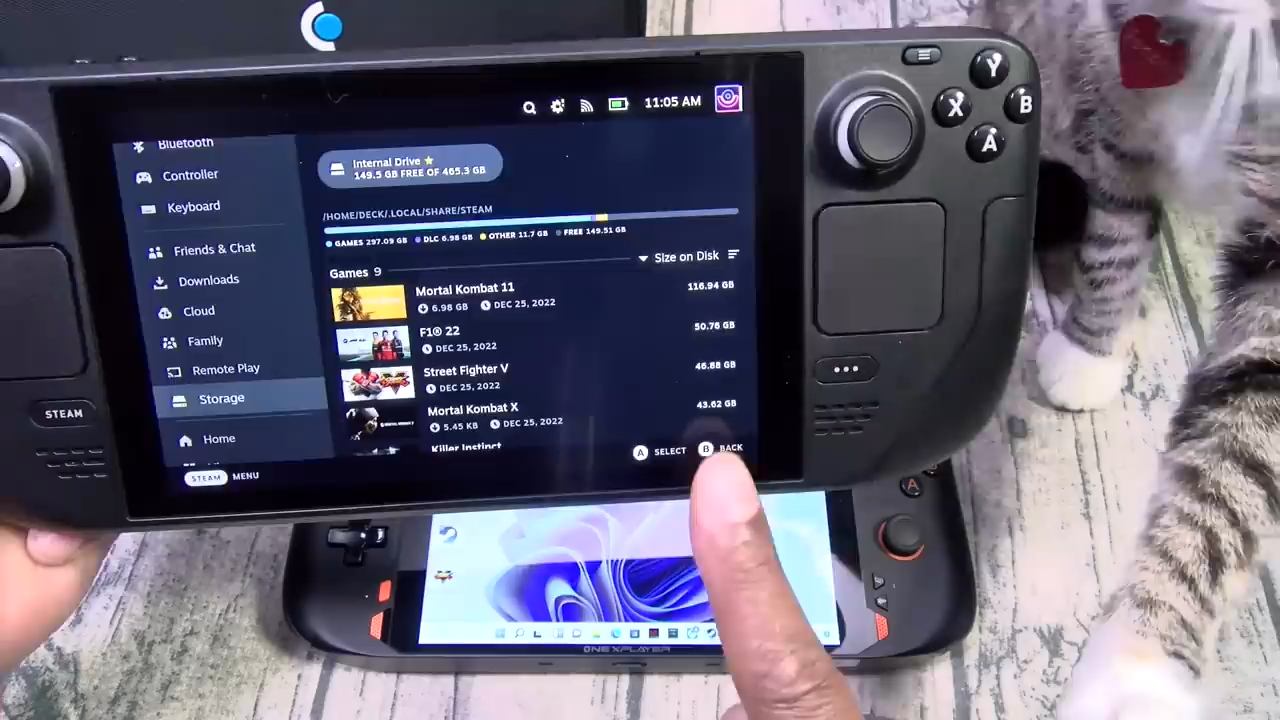 11:05 AM
Bluetooth
Controller
Keyboard
Friends & Chat
Downloads
Cloud
Family
Remote Play
Storage
Home
Internal Drive
149.5 GB FREE OF 465.3 GB
/HOME/DECK/.LOCAL/SHARE/STEAM
GAMES 297.09 GB DLC 6.98 GB OTHER 11.7 GB FREE 149.51 GB
Games 9
Size on Disk
Mortal Kombat 11
116.94 GB
6.98 GB DEC 25, 2022
F1® 22
50.76 GB
DEC 25, 2022
Street Fighter V
46.88 GB
DEC 25, 2022
Mortal Kombat X
43.62 GB
5.45 KB DEC 25, 2022
Killer Instinct
A SELECT B BACK
STEAM MENU
STEAM
Y
X
B
A
A
ONEXPLAYER